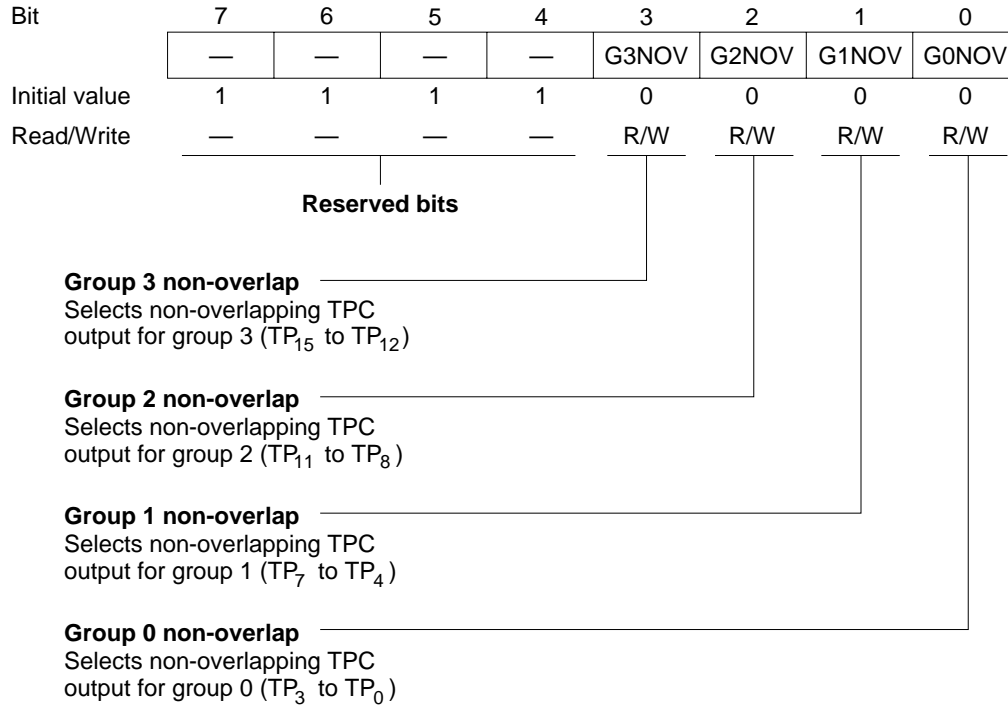 Bit 7 6 5 4 3 2 1 0
— — — — G3NOV G2NOV G1NOV G0NOV
Initial value 1 1 1 1 0 0 0 0
Read/Write — — — — R/W R/W R/W R/W
Reserved bits
Group 3 non-overlap
Selects non-overlapping TPC
output for group 3 (TP15 to TP12)
Group 2 non-overlap
Selects non-overlapping TPC
output for group 2 (TP11 to TP8)
Group 1 non-overlap
Selects non-overlapping TPC
output for group 1 (TP7 to TP4)
Group 0 non-overlap
Selects non-overlapping TPC
output for group 0 (TP3 to TP0)